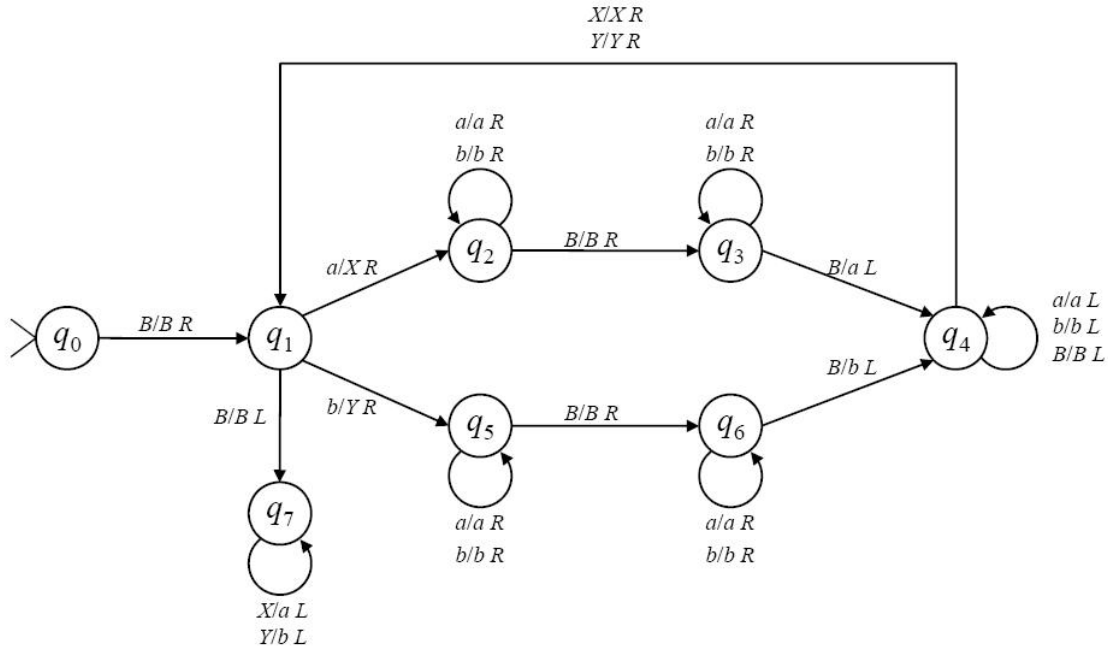 X/X R
Y/Y R
a/a R
b/b R
a/a R
b/b R
q2
B/B R
q3
a/X R
B/a L
q0
B/B R
q1
q4
a/a L
b/b L
B/B L
B/B L
b/Y R
q5
B/B R
q6
B/b L
q7
a/a R
b/b R
a/a R
b/b R
X/a L
Y/b L